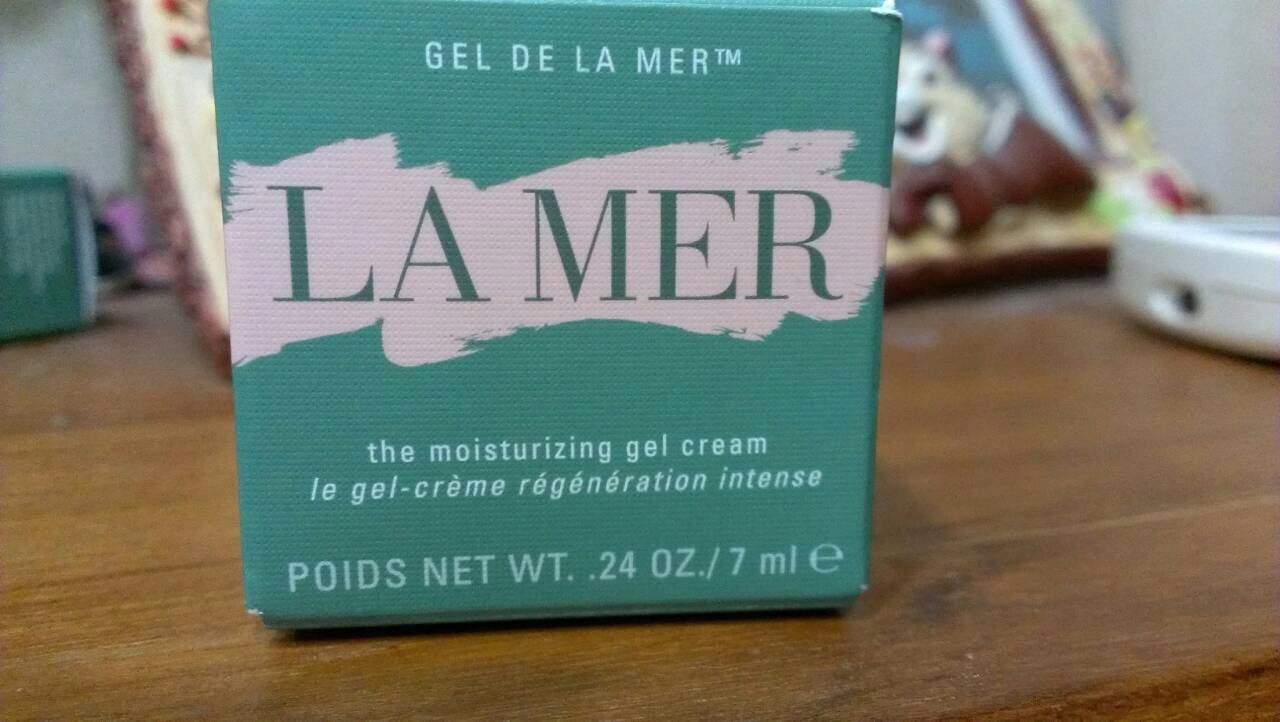 GEL DE LA MER™
LA MER
the moisturizing gel cream
le gel-crème régénération intense
POIDS NET WT. .24 OZ./ 7 ml ℮